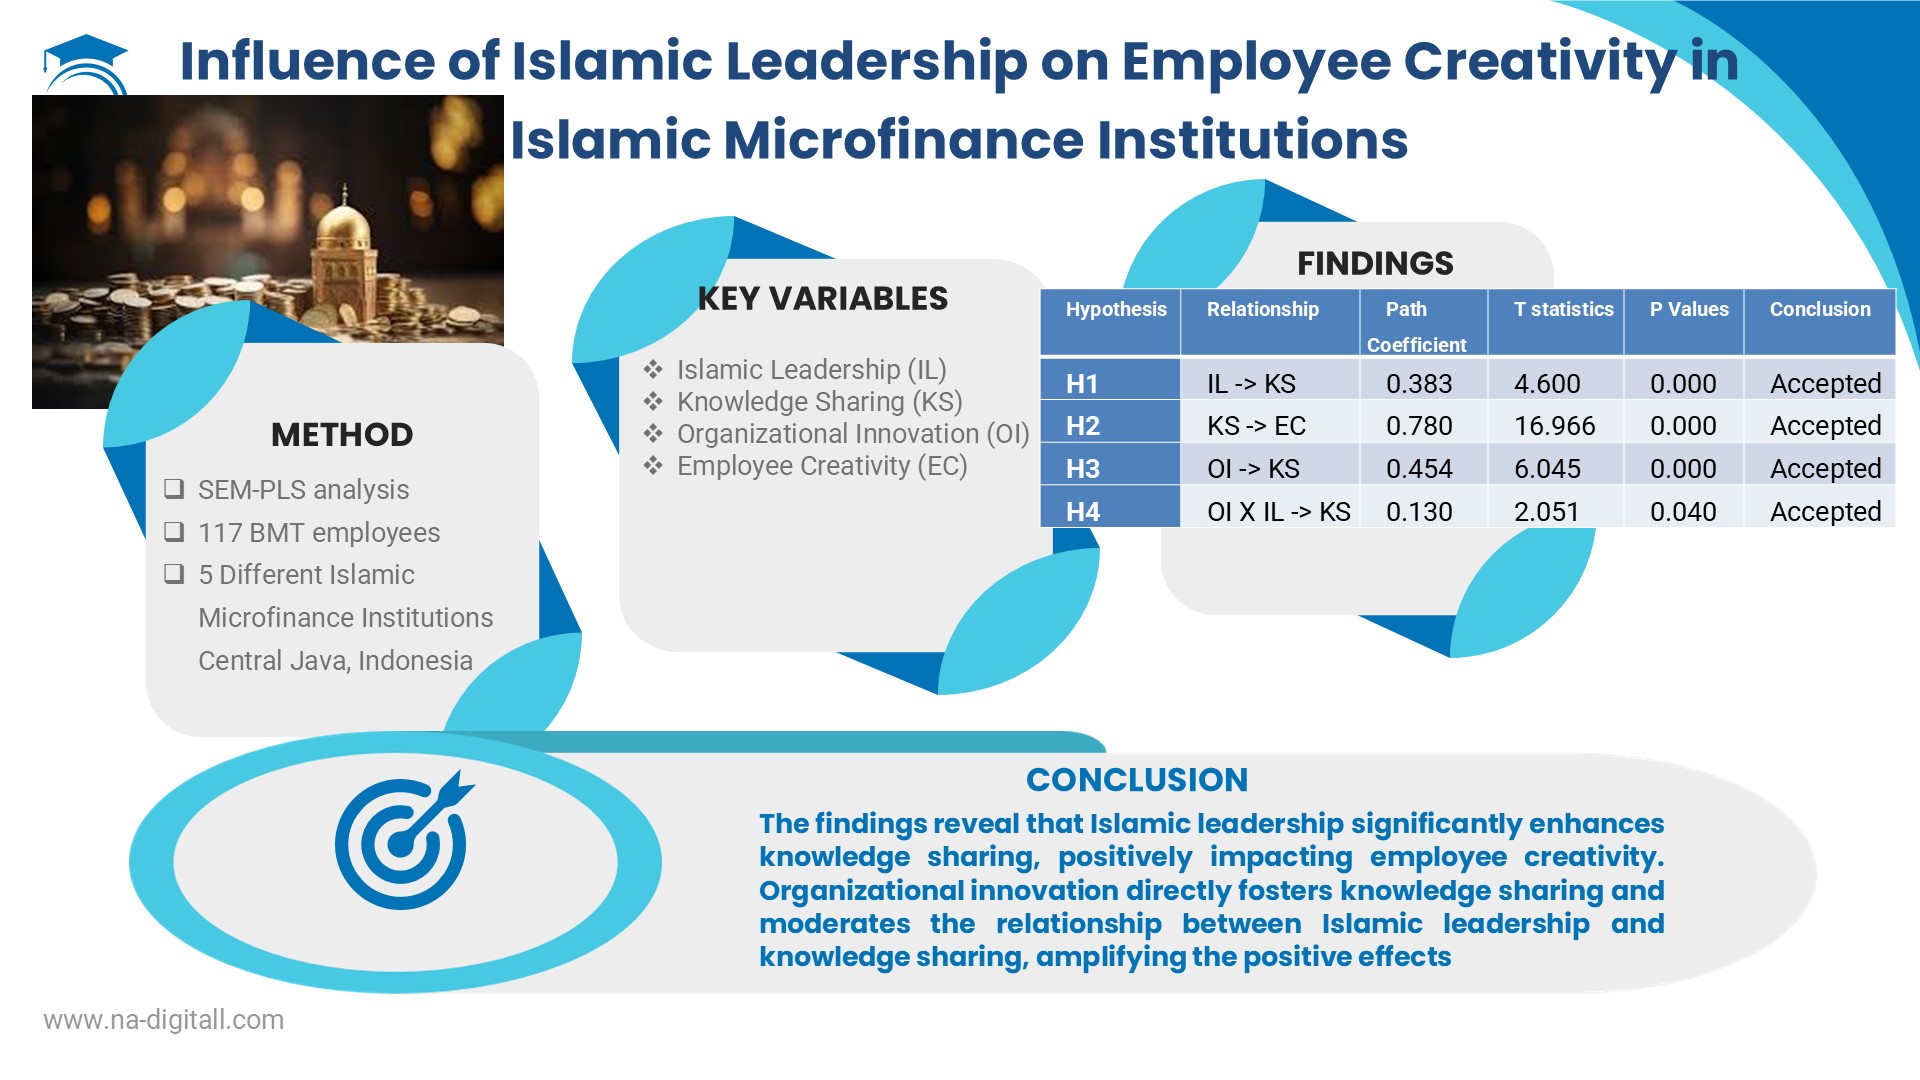 Influence of Islamic Leadership on Employee Creativity in
Islamic Microfinance Institutions
METHOD
❑ SEM-PLS analysis
❑ 117 BMT employees
❑ 5 Different Islamic
Microfinance Institutions
Central Java, Indonesia
KEY VARIABLES
❖ Islamic Leadership (IL)
❖ Knowledge Sharing (KS)
❖ Organizational Innovation (OI)
❖ Employee Creativity (EC)
FINDINGS
Hypothesis Relationship Path Coefficient T statistics P Values Conclusion
H1 IL -> KS 0.383 4.600 0.000 Accepted
H2 KS -> EC 0.780 16.966 0.000 Accepted
H3 OI -> KS 0.454 6.045 0.000 Accepted
H4 OI X IL -> KS 0.130 2.051 0.040 Accepted
CONCLUSION
The findings reveal that Islamic leadership significantly enhances
knowledge sharing, positively impacting employee creativity.
Organizational innovation directly fosters knowledge sharing and
moderates the relationship between Islamic leadership and
knowledge sharing, amplifying the positive effects
www.na-digitall.com